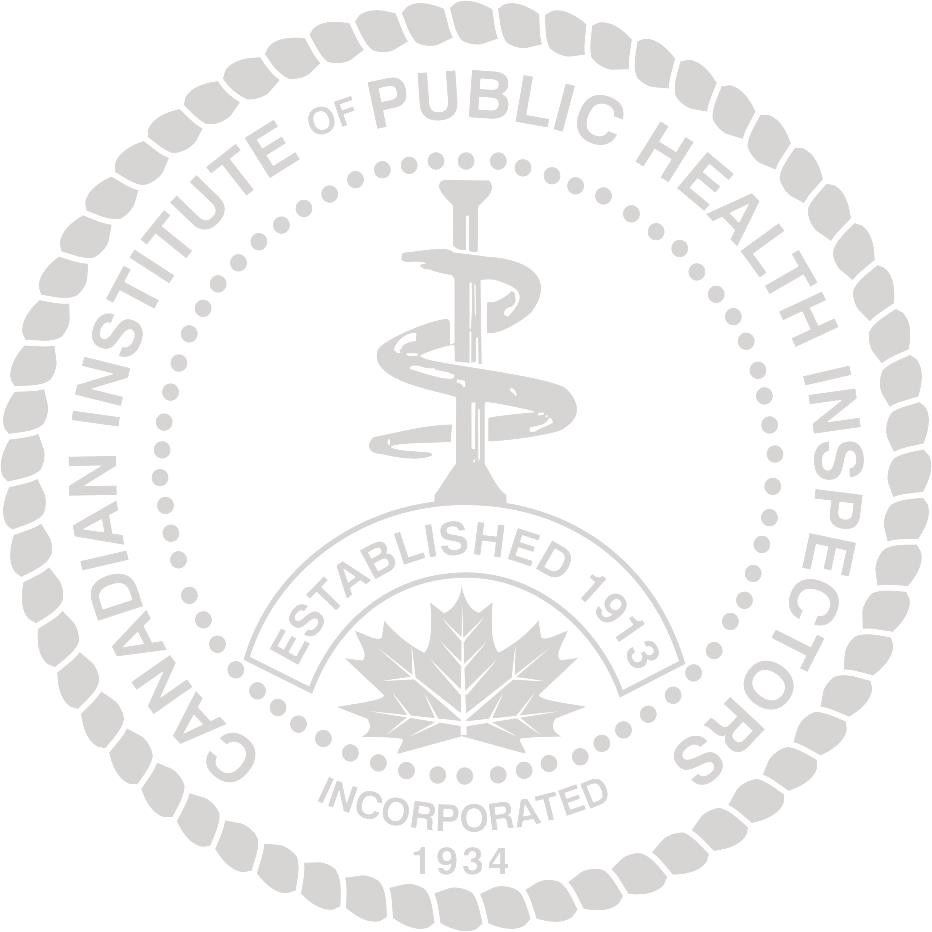 CANADIAN INSTITUTE OF PUBLIC HEALTH INSPECTORS
ESTABLISHED 1913
INCORPORATED
1934